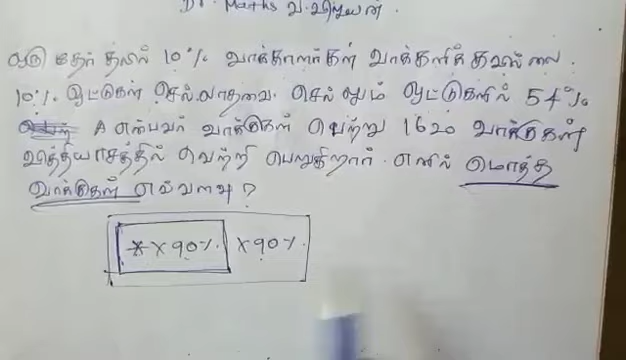 Dr. Maths
ஒரு தேர்தலில் 10% வாக்காளர்கள் வாக்களிக்கவில்லை.
10% ஓட்டுகள் செல்லாதவை. செல்லும் ஓட்டுகளில் 54%
A என்பவர் வாக்குகள் பெற்று 1620 வாக்குகள்
வித்தியாசத்தில் வெற்றி பெறுகிறார். எனில் மொத்த
வாக்குகள் எவ்வளவு?
x 90% x 90%.